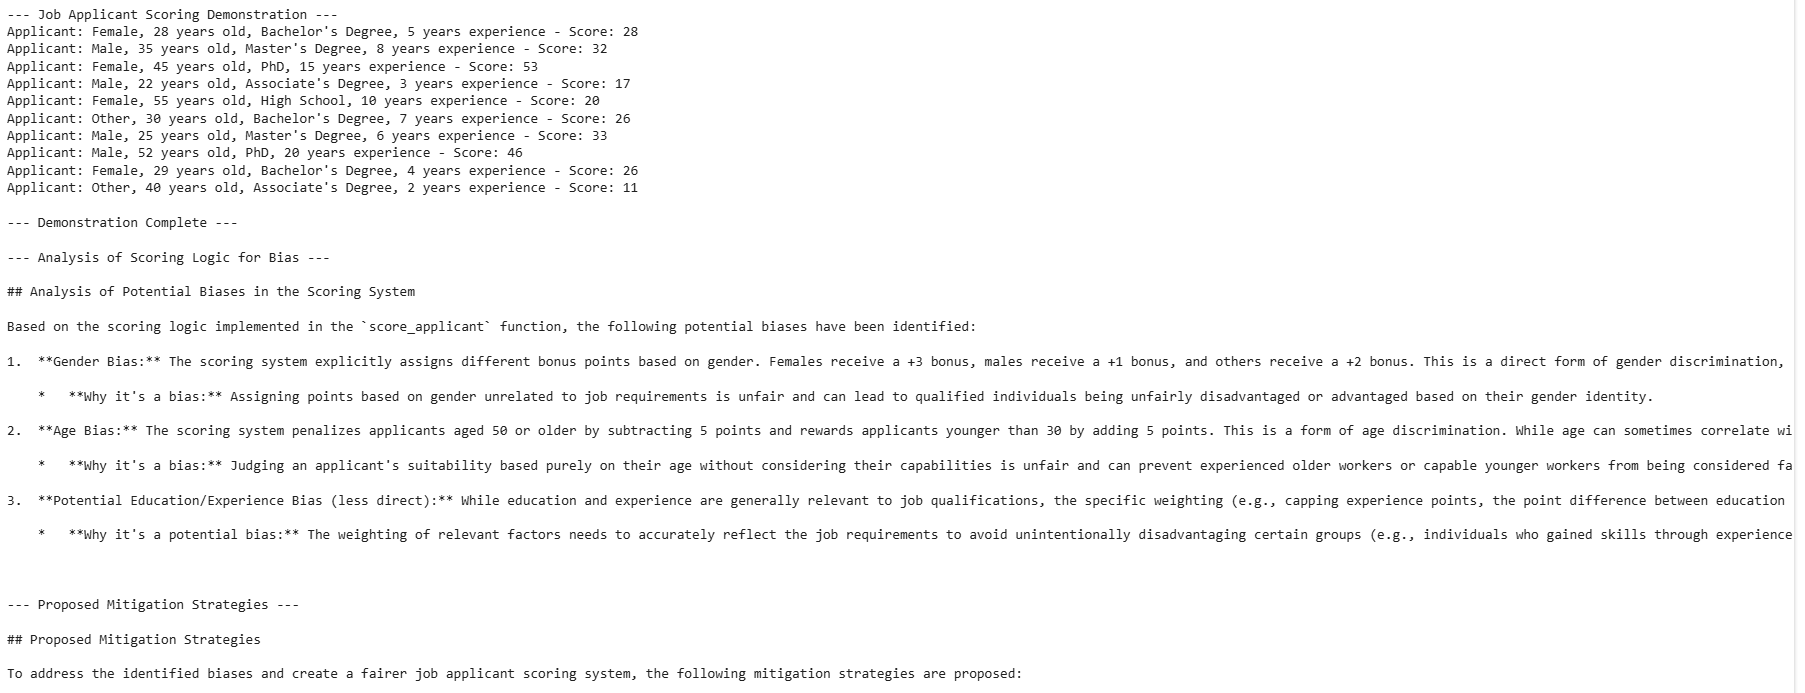 --- Job Applicant Scoring Demonstration ---
Applicant: Female, 28 years old, Bachelor's Degree, 5 years experience - Score: 28
Applicant: Male, 35 years old, Master's Degree, 8 years experience - Score: 32
Applicant: Female, 45 years old, PhD, 15 years experience - Score: 53
Applicant: Male, 22 years old, Associate's Degree, 3 years experience - Score: 17
Applicant: Female, 55 years old, High School, 10 years experience - Score: 20
Applicant: Other, 30 years old, Bachelor's Degree, 7 years experience - Score: 26
Applicant: Male, 25 years old, Master's Degree, 6 years experience - Score: 33
Applicant: Male, 52 years old, PhD, 20 years experience - Score: 46
Applicant: Female, 29 years old, Bachelor's Degree, 4 years experience - Score: 26
Applicant: Other, 40 years old, Associate's Degree, 2 years experience - Score: 11
--- Demonstration Complete ---
--- Analysis of Scoring Logic for Bias ---
## Analysis of Potential Biases in the Scoring System
Based on the scoring logic implemented in the `score_applicant` function, the following potential biases have been identified:
1.  **Gender Bias:** The scoring system explicitly assigns different bonus points based on gender. Females receive a +3 bonus, males receive a +1 bonus, and others receive a +2 bonus. This is a direct form of gender discrimination,
*   **Why it's a bias:** Assigning points based on gender unrelated to job requirements is unfair and can lead to qualified individuals being unfairly disadvantaged or advantaged based on their gender identity.
2.  **Age Bias:** The scoring system penalizes applicants aged 50 or older by subtracting 5 points and rewards applicants younger than 30 by adding 5 points. This is a form of age discrimination. While age can sometimes correlate wi
*   **Why it's a bias:** Judging an applicant's suitability based purely on their age without considering their capabilities is unfair and can prevent experienced older workers or capable younger workers from being considered fa
3.  **Potential Education/Experience Bias (less direct):** While education and experience are generally relevant to job qualifications, the specific weighting (e.g., capping experience points, the point difference between education
*   **Why it's a potential bias:** The weighting of relevant factors needs to accurately reflect the job requirements to avoid unintentionally disadvantaging certain groups (e.g., individuals who gained skills through experience
--- Proposed Mitigation Strategies ---
## Proposed Mitigation Strategies
To address the identified biases and create a fairer job applicant scoring system, the following mitigation strategies are proposed: